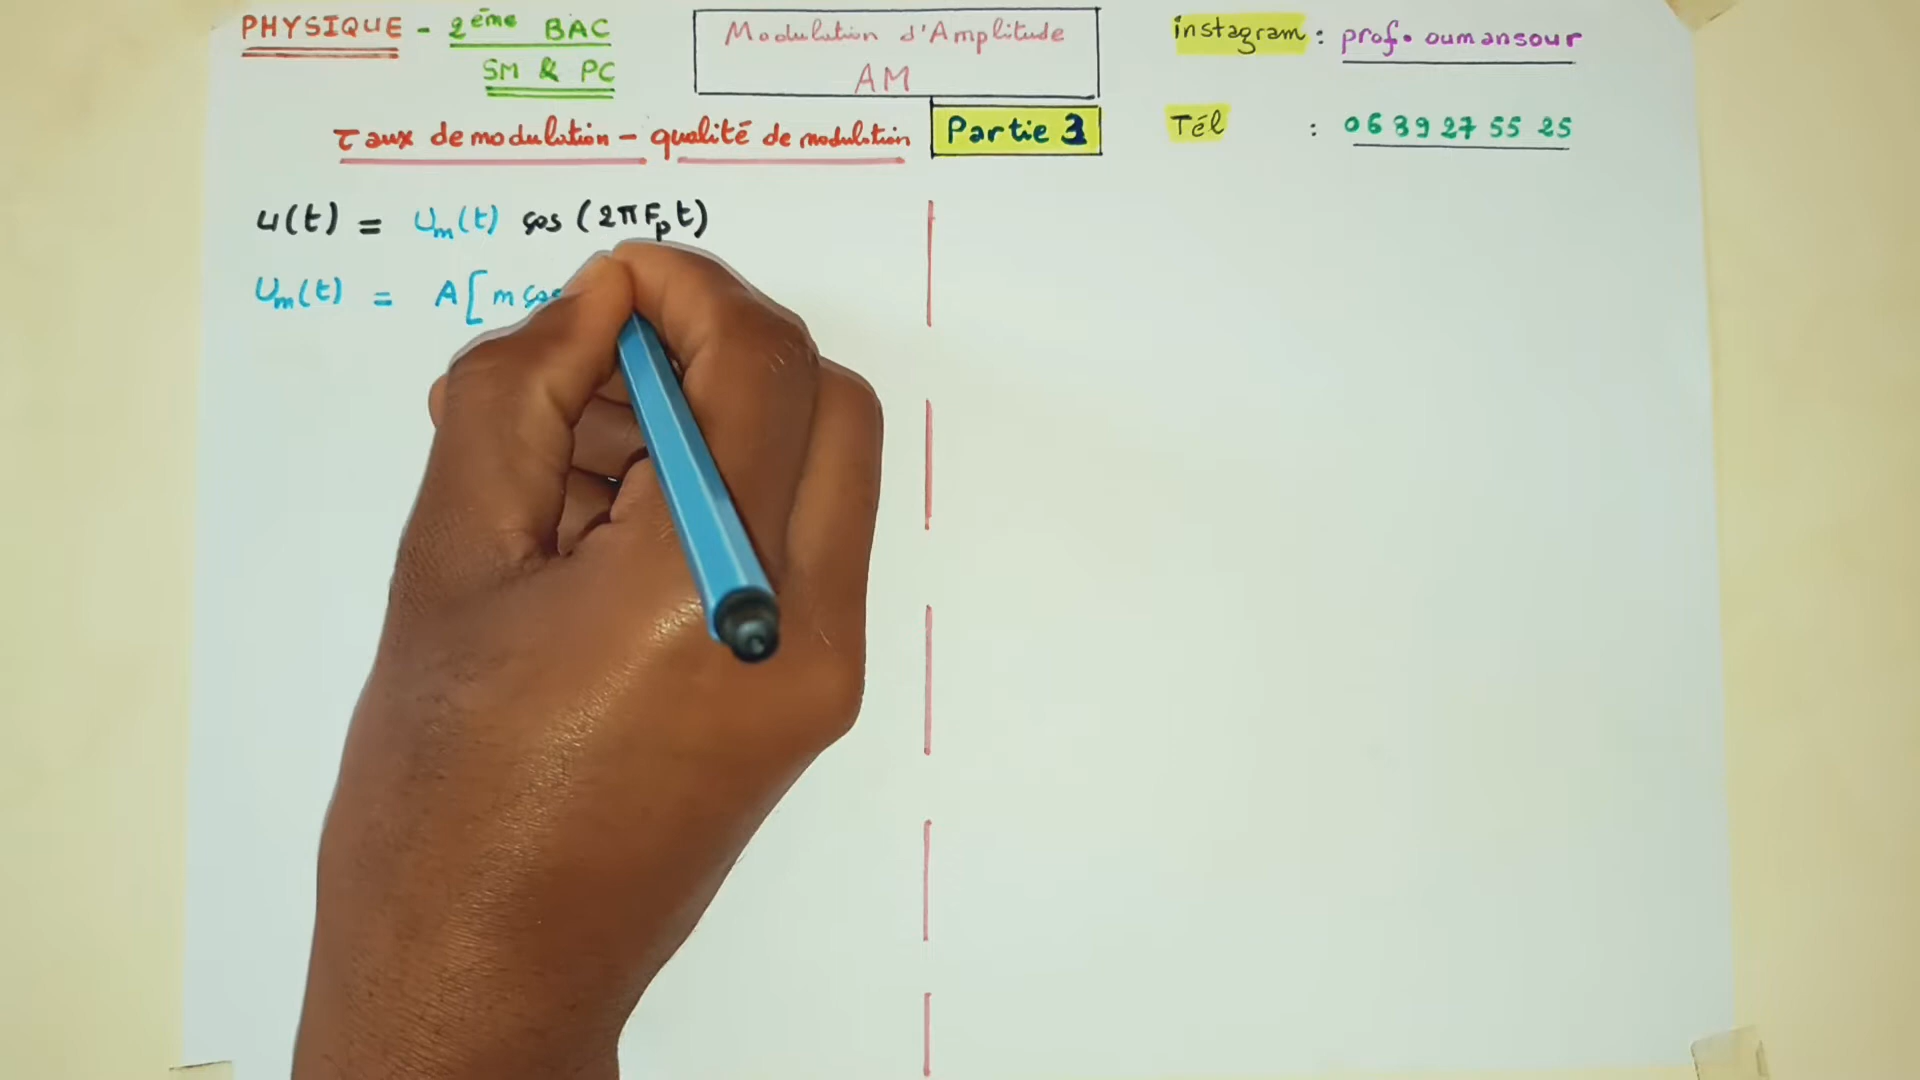 PHYSIQUE - 2ème BAC
SM & PC
Modulation d'Amplitude
AM
instagram : prof. oumansour
Taux de modulation - qualité de modulation
Partie 3
Tél : 06 39 27 55 25
u(t) = Um(t) cos (2πFpt)
Um(t) = A[m cos